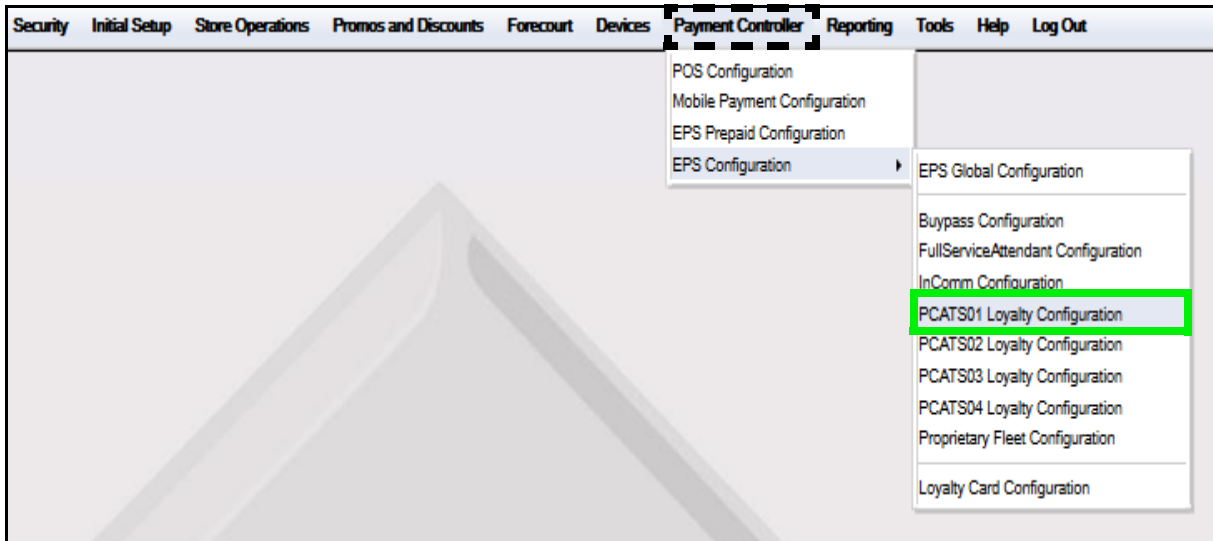 Security Initial Setup Store Operations Promos and Discounts Forecourt Devices Payment Controller Reporting Tools Help Log Out
POS Configuration
Mobile Payment Configuration
EPS Prepaid Configuration
EPS Configuration
EPS Global Configuration
Buypass Configuration
FullServiceAttendant Configuration
InComm Configuration
PCATS01 Loyalty Configuration
PCATS02 Loyalty Configuration
PCATS03 Loyalty Configuration
PCATS04 Loyalty Configuration
Proprietary Fleet Configuration
Loyalty Card Configuration